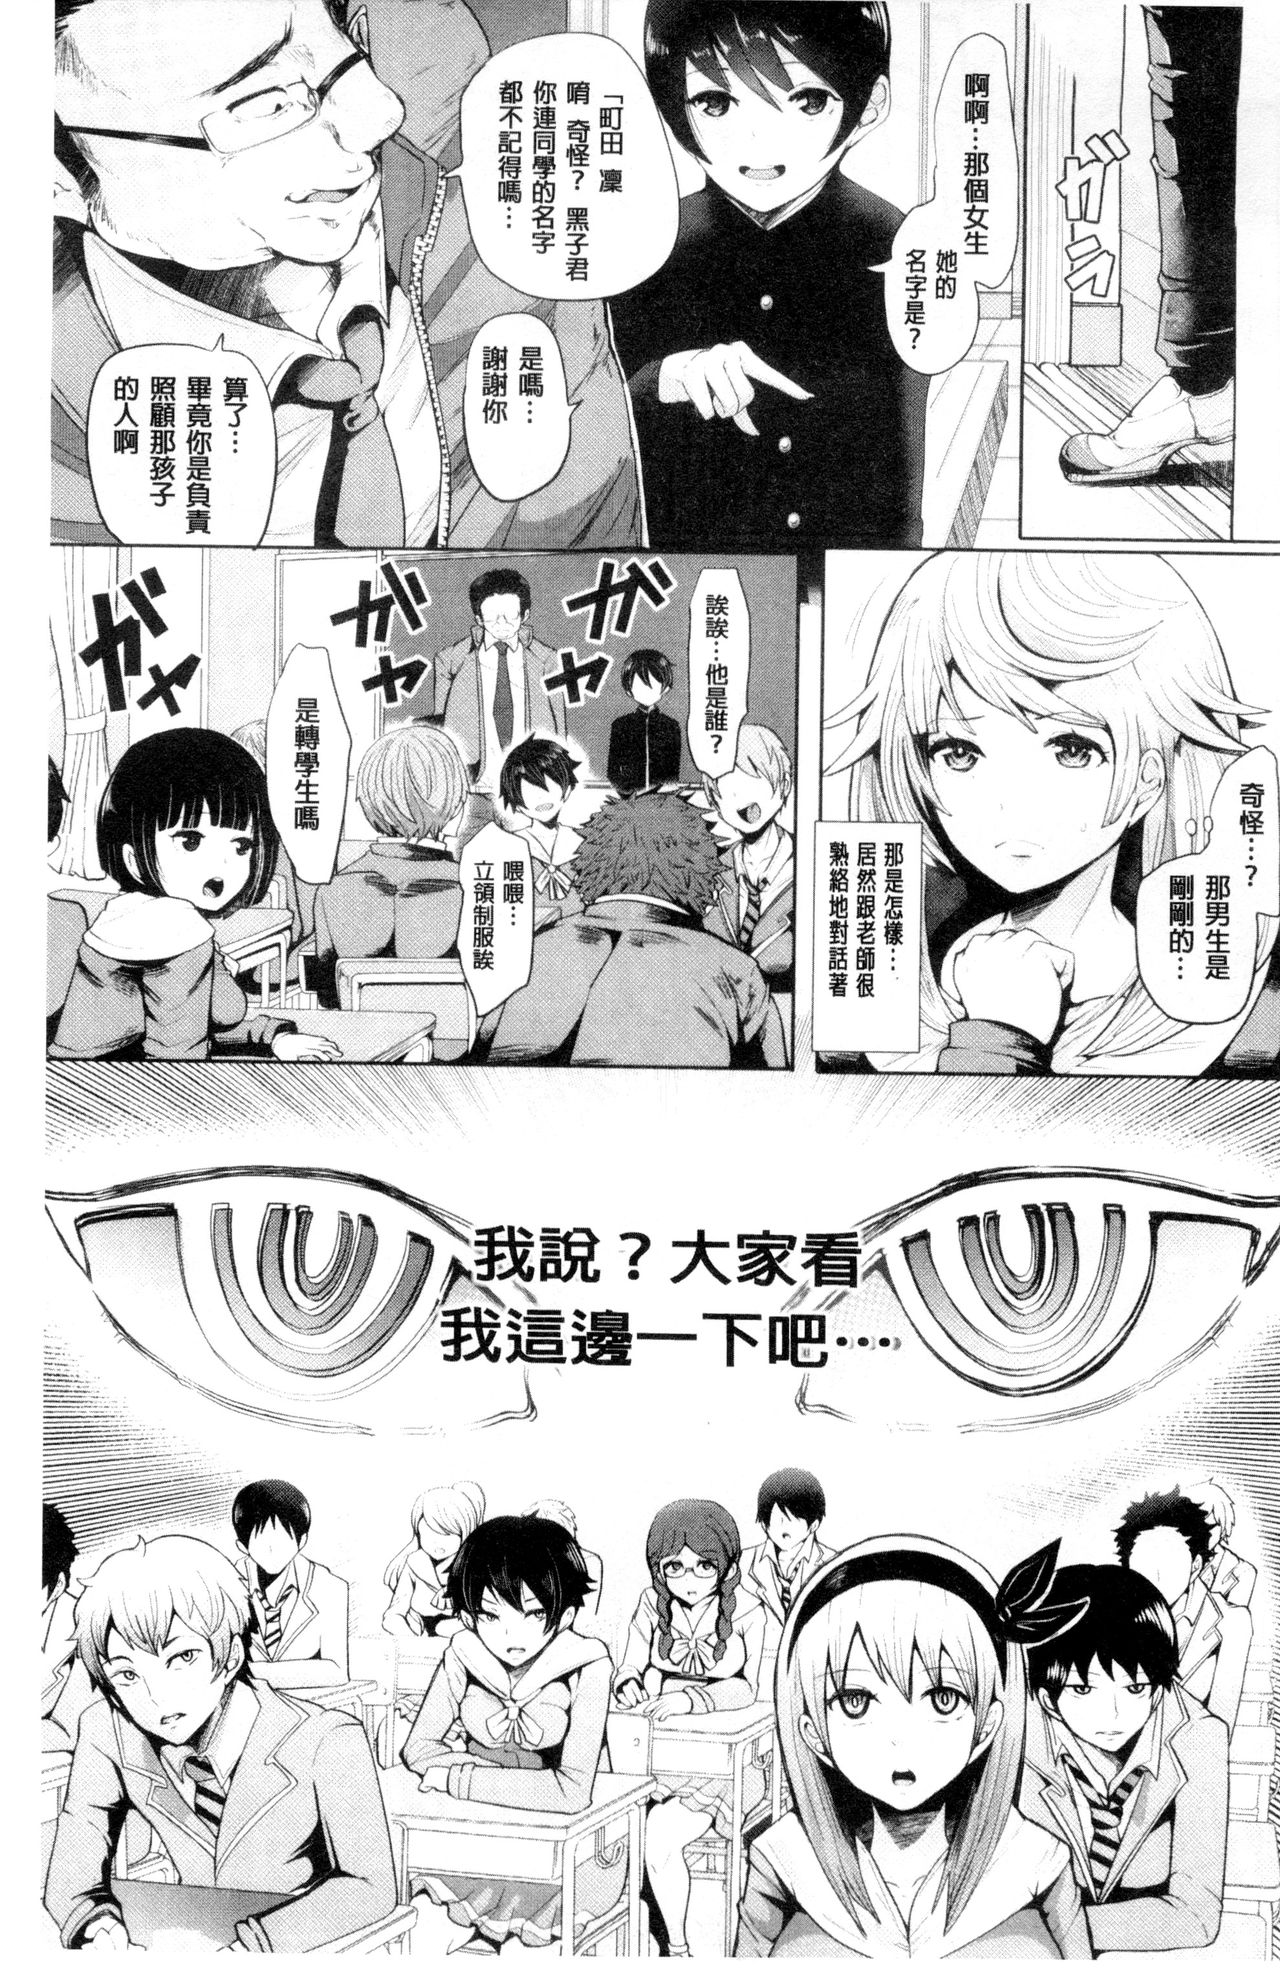 ガラ
啊啊…那個女生
她的
名字是？
「町田 凜
唷 奇怪？ 黑子君
你連同學的名字
都不記得嗎…
是嗎…
謝謝你
算了…
畢竟你是負責
照顧那孩子
的人啊
奇怪…？
那男生是
剛剛的…
那是怎樣…
居然跟老師很
熟絡地對話著
誒誒…他是誰？
ガヤ
ガヤ
喂喂…
立領制服誒
是轉學生嗎
ガヤ
我說？大家看
我這邊一下吧…